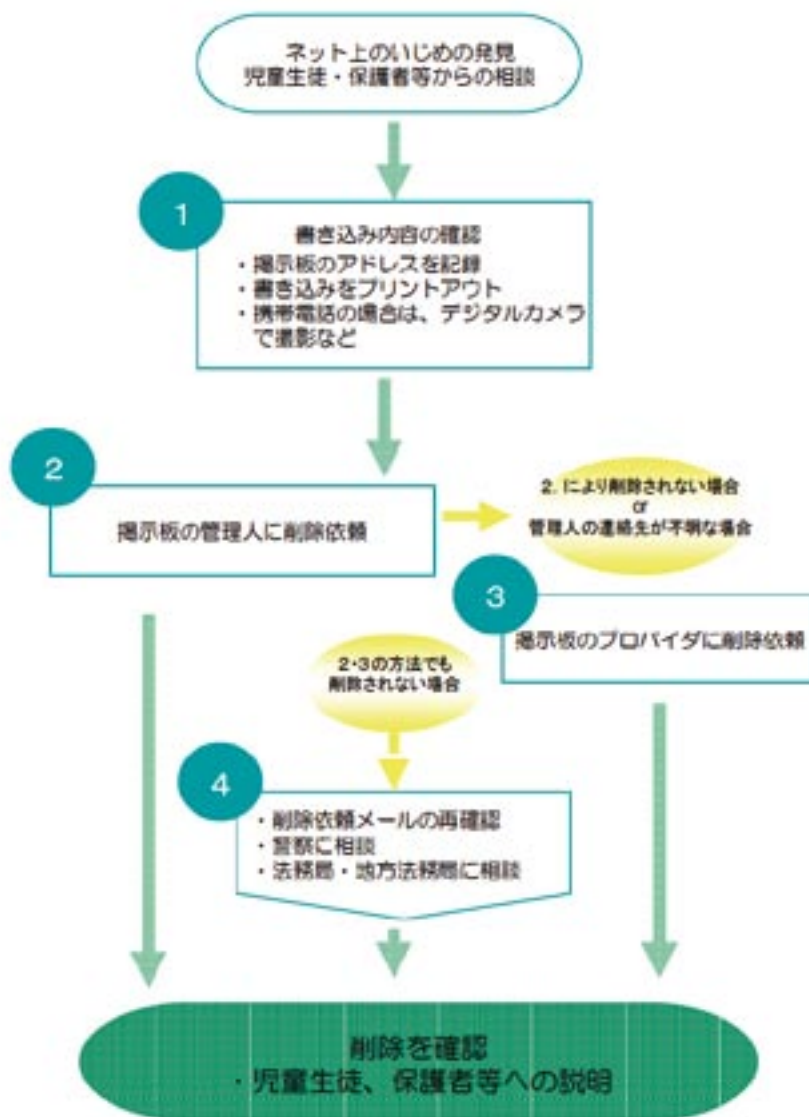 ネット上のいじめの発見
児童生徒・保護者等からの相談
1
書き込み内容の確認
・掲示板のアドレスを記録
・書き込みをプリントアウト
・携帯電話の場合は、デジタルカメラ
で撮影など
2
掲示板の管理人に削除依頼
2.により削除されない場合
or
管理人の連絡先が不明な場合
3
掲示板のプロバイダに削除依頼
2・3の方法でも
削除されない場合
4
・削除依頼メールの再確認
・警察に相談
・法務局・地方法務局に相談
削除を確認
・児童生徒、保護者等への説明